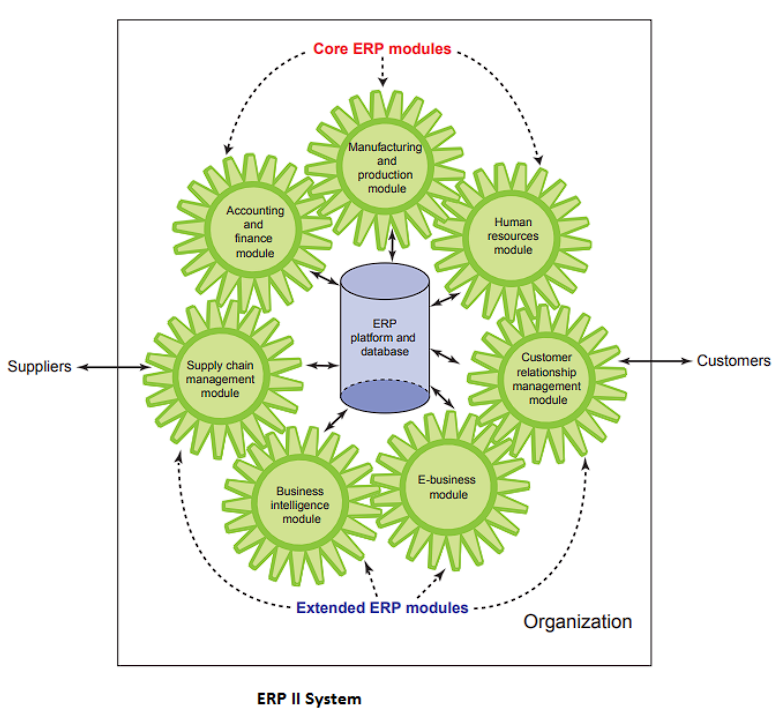 Core ERP modules
Manufacturing
and
production
module
Accounting
and
finance
module
Human
resources
module
ERP
platform and
database
Suppliers
Supply chain
management
module
Customer
relationship
management
module
Customers
Business
intelligence
module
E-business
module
Extended ERP modules
Organization
ERP II System